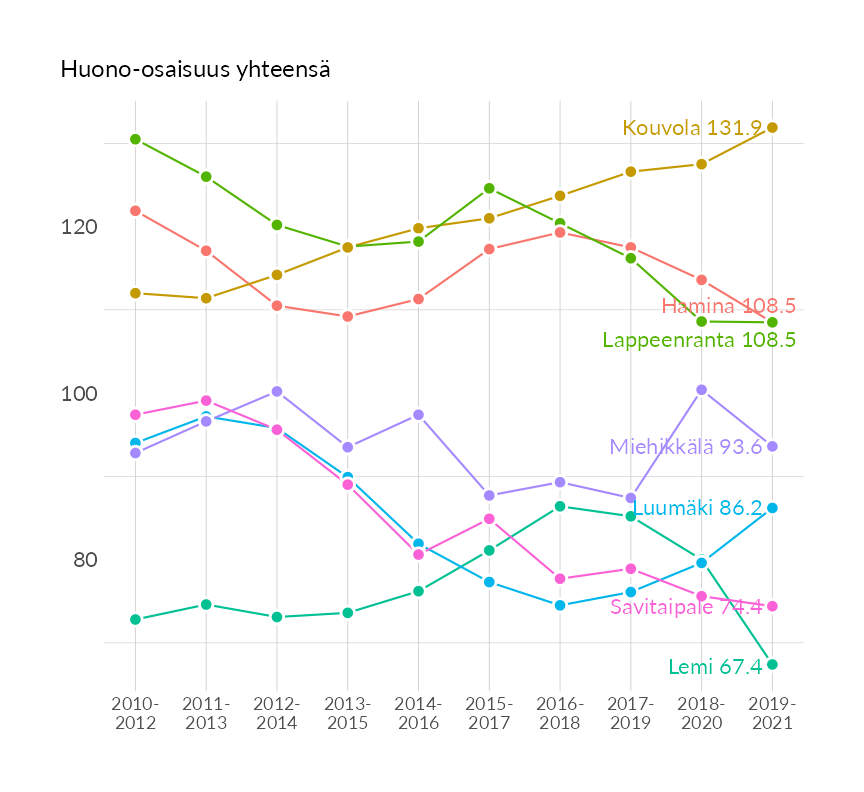 Huono-osaisuus yhteensä
Kouvola 131.9
120
Hamina 108.5
Lappeenranta 108.5
100
Miehikkälä 93.6
Luumäki 86.2
80
Savitaipale 74.4
Lemi 67.4
2010- 2011- 2012- 2013- 2014- 2015- 2016- 2017- 2018- 2019-
2012 2013 2014 2015 2016 2017 2018 2019 2020 2021